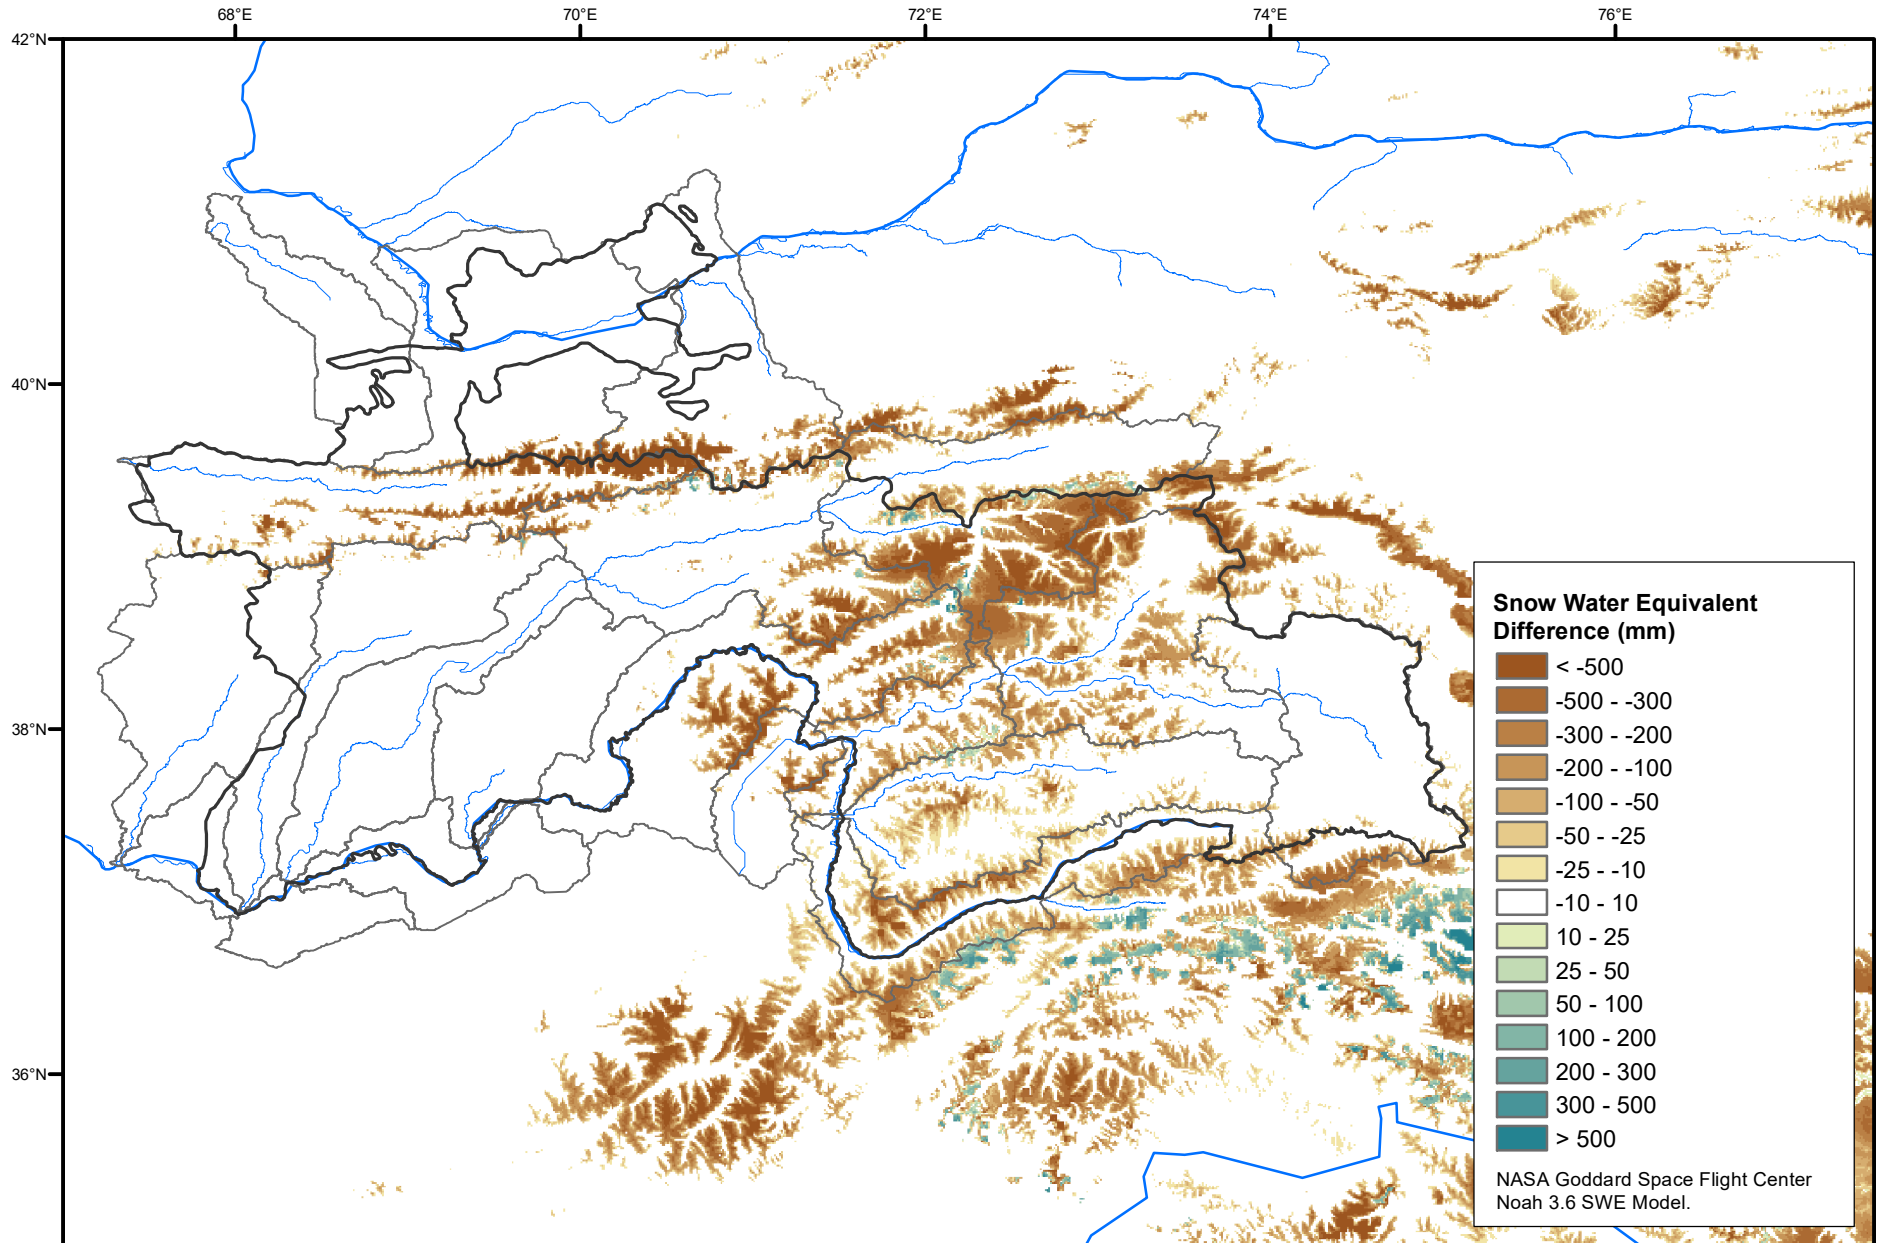 68°E 70°E 72°E 74°E 76°E
42°N
40°N
38°N
36°N
Snow Water Equivalent
Difference (mm)
< -500
-500 - -300
-300 - -200
-200 - -100
-100 - -50
-50 - -25
-25 - -10
-10 - 10
10 - 25
25 - 50
50 - 100
100 - 200
200 - 300
300 - 500
> 500
NASA Goddard Space Flight Center
Noah 3.6 SWE Model.